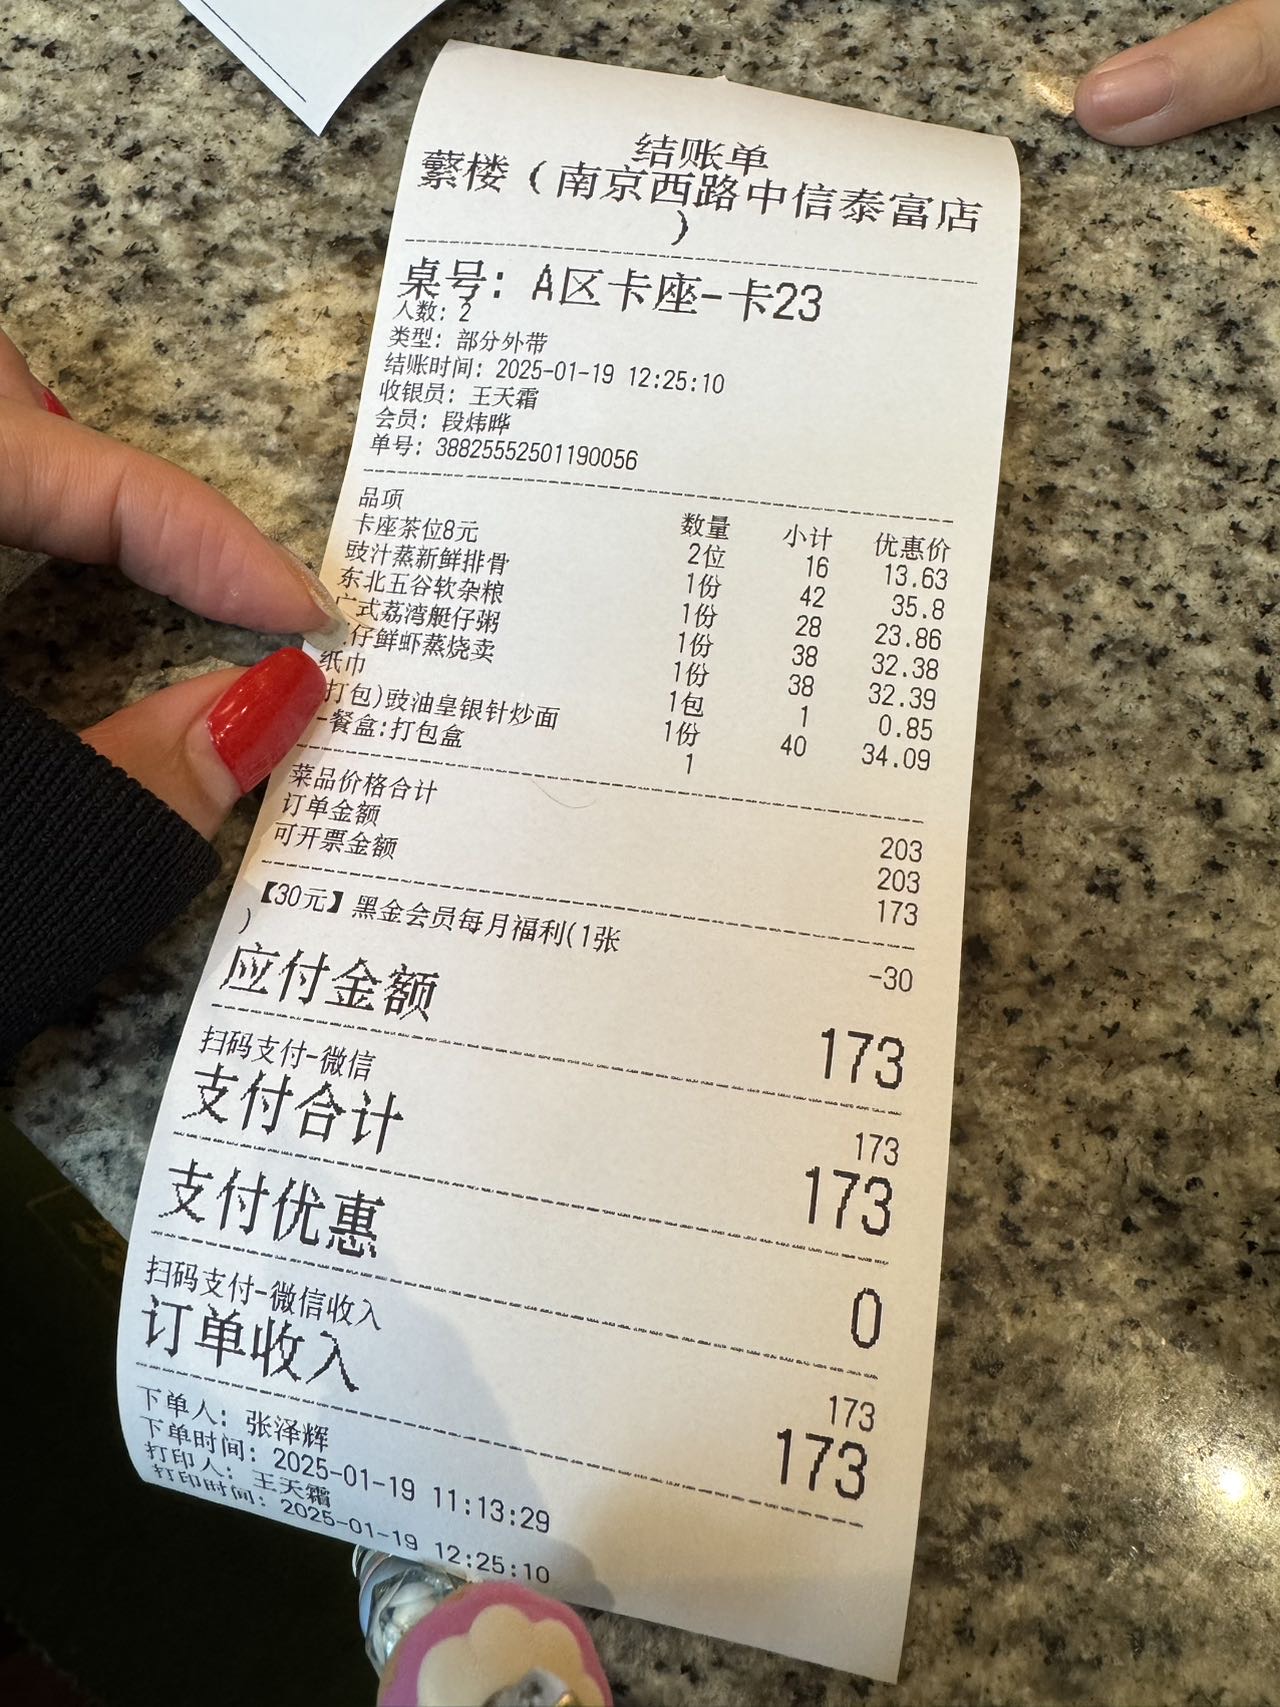 结账单
蘩楼（南京西路中信泰富店
）
桌号: A区卡座-卡23
人数: 2
类型: 部分外带
结账时间: 2025-01-19 12:25:10
收银员: 王天霜
会员: 段炜晔
单号: 38825552501190056
品项 数量 小计 优惠价
卡座茶位8元 2位 16 13.63
豉汁蒸新鲜排骨 1份 42 35.8
东北五谷软杂粮 1份 28 23.86
广式荔湾艇仔粥 1份 38 32.38
仔鲜虾蒸烧卖 1份 38 32.39
纸巾 1包 1 0.85
打包)豉油皇银针炒面 1份 40 34.09
-餐盒:打包盒 1
菜品价格合计 203
订单金额 203
可开票金额 173
【30元】黑金会员每月福利(1张
) -30
应付金额 173
扫码支付-微信 173
支付合计 173
支付优惠 0
扫码支付-微信收入 173
订单收入 173
下单人: 张泽辉
下单时间: 2025-01-19 11:13:29
打印人: 王天霜
打印时间: 2025-01-19 12:25:10